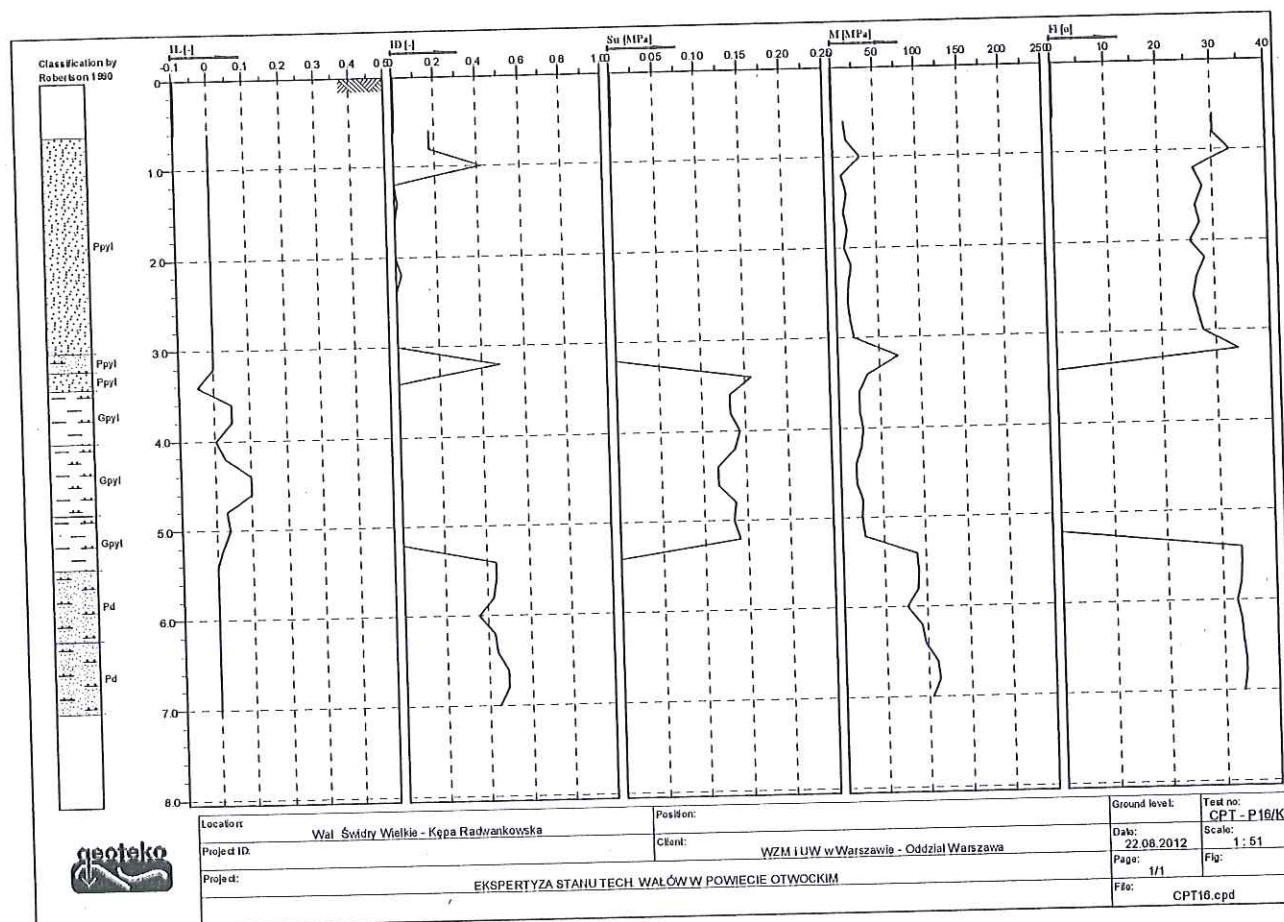 Classification by
Robertson 1990
IL [-]
-0.1 0 0.1 0.2 0.3 0.4 0.5
ID [-]
0 0.2 0.4 0.6 0.8 1.0
Su [MPa]
0 0.05 0.10 0.15 0.20 0.25
M [MPa]
0 50 100 150 200 250
FI [o]
0 10 20 30 40
0
1.0
2.0
3.0
4.0
5.0
6.0
7.0
8.0
Ppyl
Ppyl
Ppyl
Gpyl
Gpyl
Gpyl
Pd
Pd
geoteko
Location:
Wał Świdry Wielkie - Kępa Radwankowska
Position:
Ground level:
Test no:
CPT - P16/K
Project ID:
Client:
WZM i UW w Warszawie - Oddział Warszawa
Date:
22.08.2012
Scale:
1 : 51
Project:
EKSPERTYZA STANU TECH. WAŁÓW W POWIECIE OTWOCKIM
Page:
1/1
Fig:
File:
CPT16.cpd